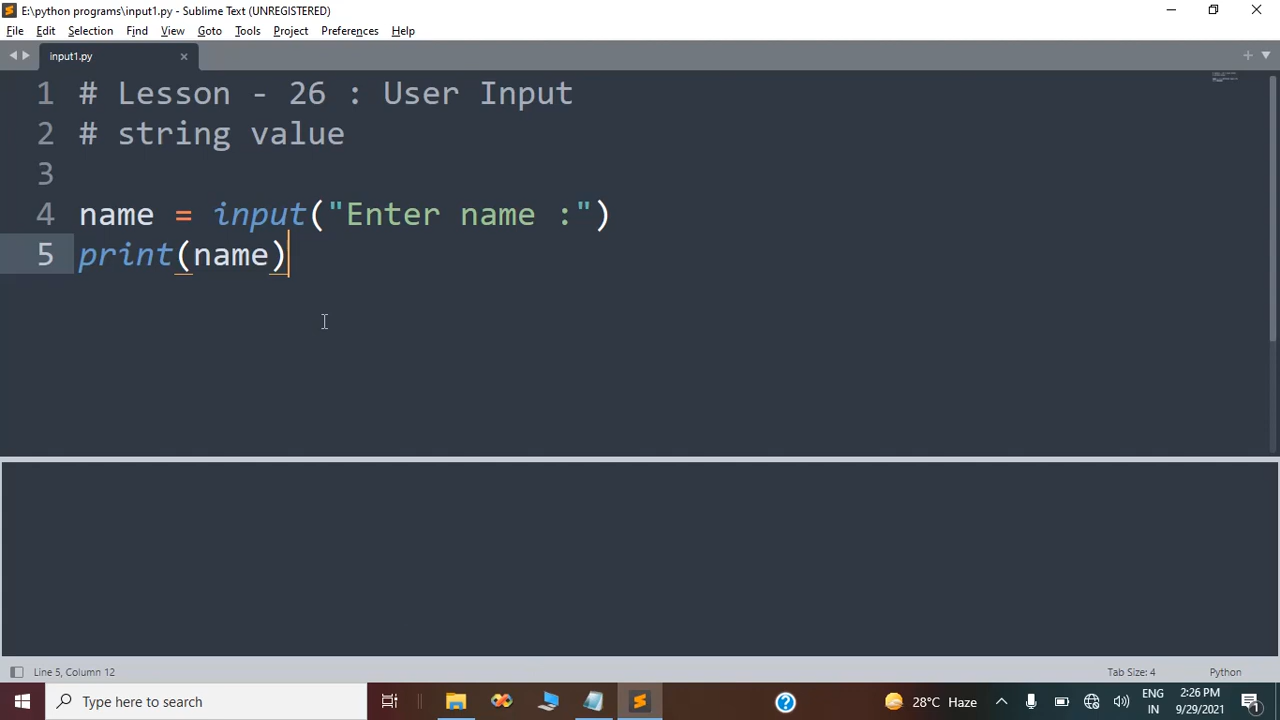 E:\python programs\input1.py - Sublime Text (UNREGISTERED)
File Edit Selection Find View Goto Tools Project Preferences Help
input1.py
1 # Lesson - 26 : User Input
2 # string value
3
4 name = input("Enter name :")
5 print(name)
Line 5, Column 12 Tab Size: 4 Python
Type here to search 28°C Haze ENG IN 2:26 PM 9/29/2021 1